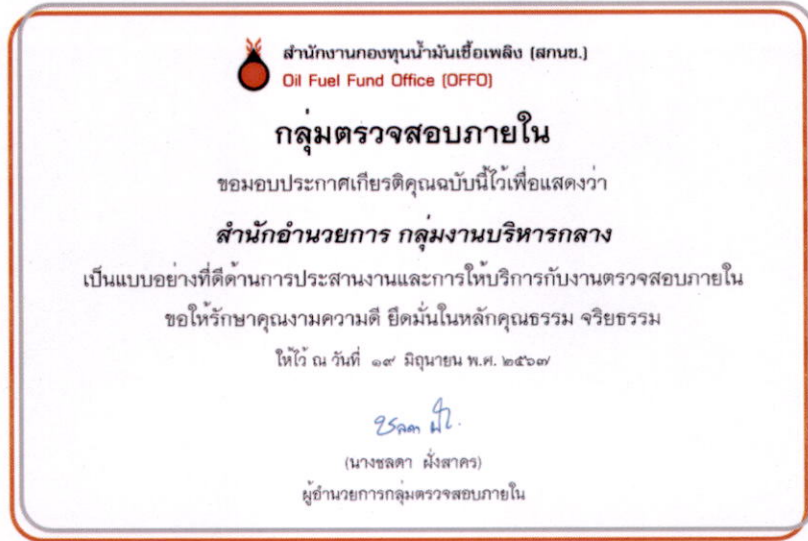 สำนักงานกองทุนน้ำมันเชื้อเพลิง (สกนช.)
Oil Fuel Fund Office (OFFO)
กลุ่มตรวจสอบภายใน
ขอมอบประกาศเกียรติคุณฉบับนี้ไว้เพื่อแสดงว่า
สำนักอำนวยการ กลุ่มงานบริหารกลาง
เป็นแบบอย่างที่ดีด้านการประสานงานและการให้บริการกับงานตรวจสอบภายใน
ขอให้รักษาคุณงามความดี ยึดมั่นในหลักคุณธรรม จริยธรรม
ให้ไว้ ณ วันที่ ๑๙ มิถุนายน พ.ศ. ๒๕๖๗
ชลดา
(นางชลดา ฝั่งสาคร)
ผู้อำนวยการกลุ่มตรวจสอบภายใน